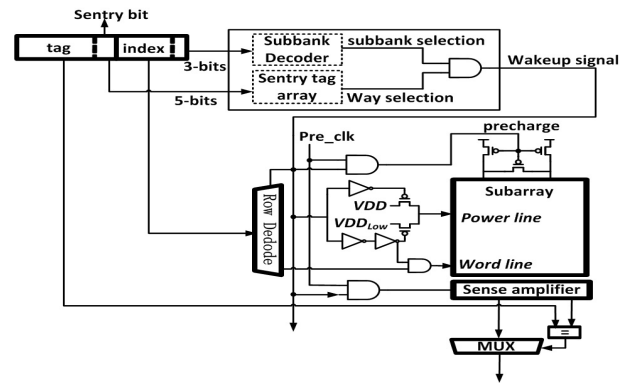 Sentry bit
tag
index
3-bits
5-bits
Subbank
Decoder
subbank selection
Sentry tag
array
Way selection
Wakeup signal
Pre_clk
precharge
Row Dedode
VDD
VDDLow
Subarray
Power line
Word line
Sense amplifier
=
MUX